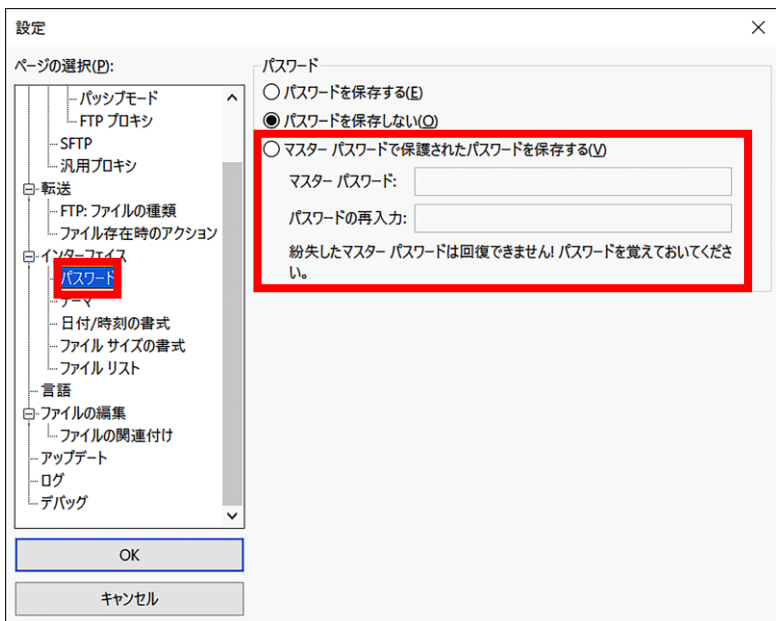 設定
ページの選択(P):
パッシブモード
FTP プロキシ
SFTP
汎用プロキシ
転送
FTP: ファイルの種類
ファイル存在時のアクション
インターフェイス
パスワード
テーマ
日付/時刻の書式
ファイル サイズの書式
ファイル リスト
言語
ファイルの編集
ファイルの関連付け
アップデート
ログ
デバッグ
OK
キャンセル
パスワード
パスワードを保存する(E)
パスワードを保存しない(O)
マスター パスワードで保護されたパスワードを保存する(V)
マスター パスワード:
パスワードの再入力:
紛失したマスター パスワードは回復できません! パスワードを覚えておいてくださ
い。